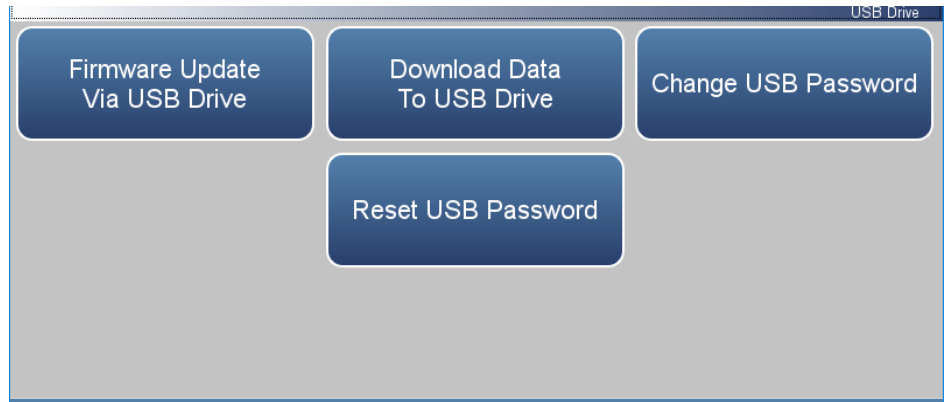 USB Drive
Firmware Update
Via USB Drive
Download Data
To USB Drive
Change USB Password
Reset USB Password